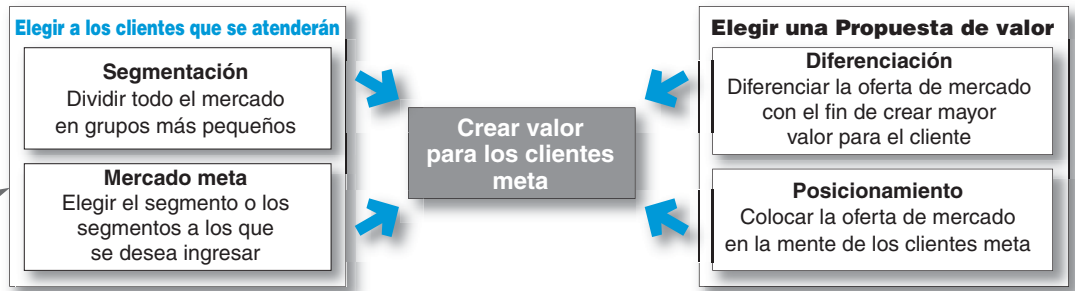 Elegir a los clientes que se atenderán
Segmentación
Dividir todo el mercado
en grupos más pequeños
Mercado meta
Elegir el segmento o los
segmentos a los que
se desea ingresar
Crear valor
para los clientes
meta
Elegir una Propuesta de valor
Diferenciación
Diferenciar la oferta de mercado
con el fin de crear mayor
valor para el cliente
Posicionamiento
Colocar la oferta de mercado
en la mente de los clientes meta